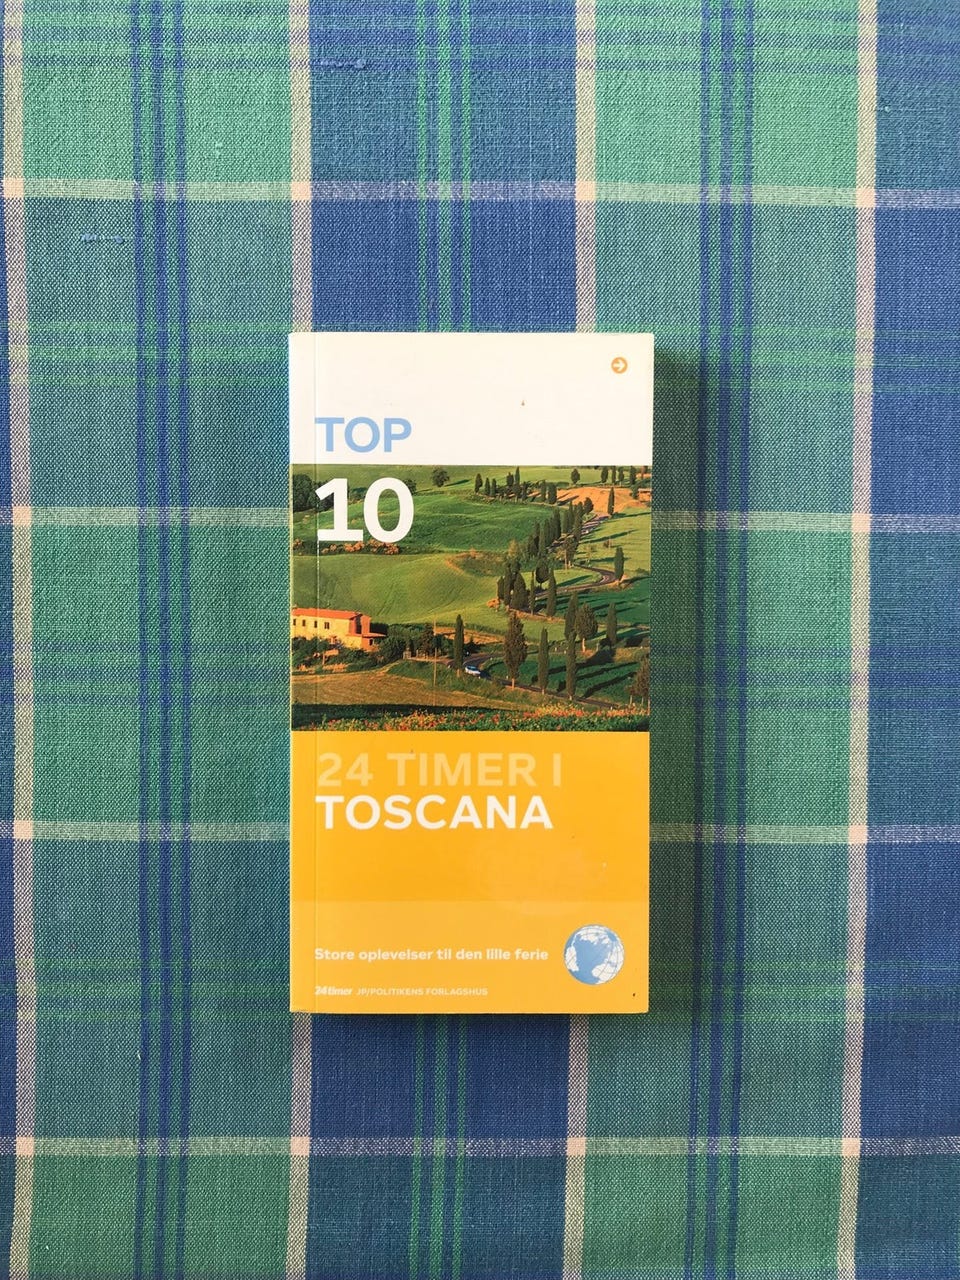 TOP
10
24 TIMER I
TOSCANA
Store oplevelser til den lille ferie
24timer JP/POLITIKENS FORLAGSHUS